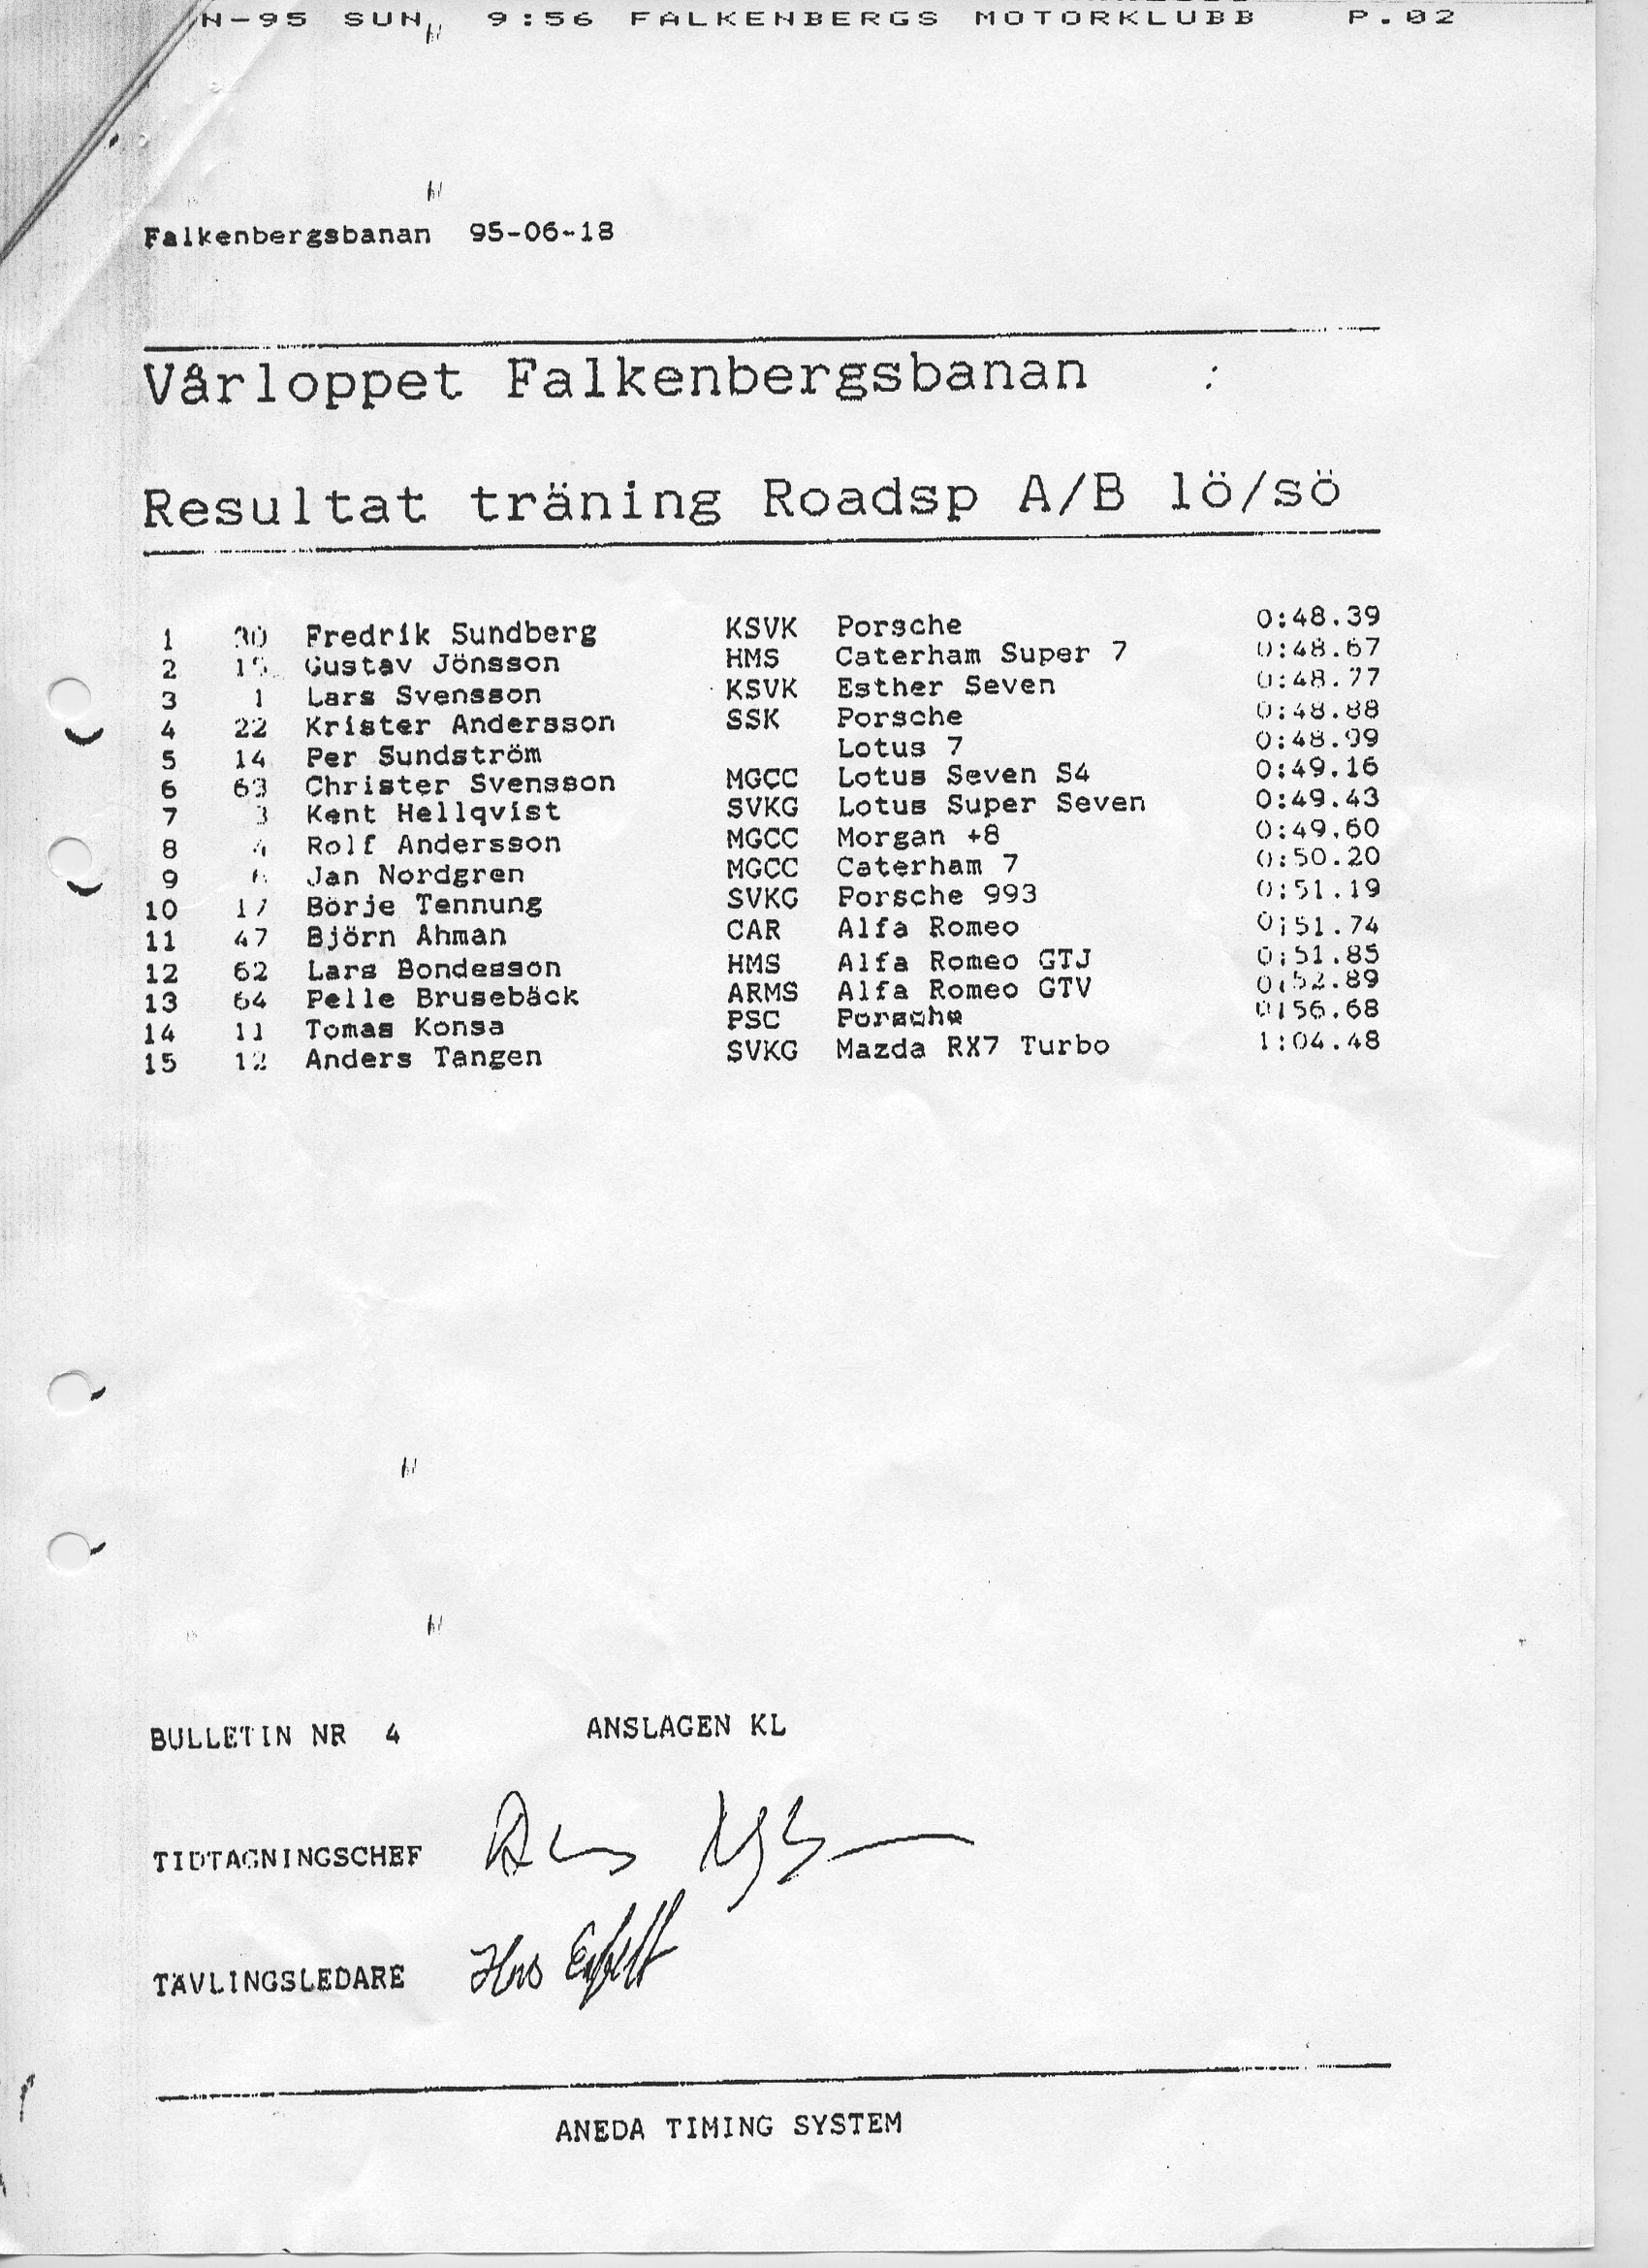 N-95 SUN 9:56 FALKENBERGS MOTORKLUBB P.02
Falkenbergsbanan 95-06-18
Vårloppet Falkenbergsbanan
Resultat träning Roadsp A/B lö/sö
1 30 Fredrik Sundberg KSVK Porsche 0:48.39
2 Gustav Jönsson HMS Caterham Super 7 0:48.67
3 1 Lars Svensson KSVK Esther Seven 0:48.77
4 22 Krister Andersson SSK Porsche 0:48.88
5 14 Per Sundström Lotus 7 0:48.99
6 63 Christer Svensson MGCC Lotus Seven S4 0:49.16
7 3 Kent Hellqvist SVKG Lotus Super Seven 0:49.43
8 4 Rolf Andersson MGCC Morgan +8 0:49.60
9 6 Jan Nordgren MGCC Caterham 7 0:50.20
10 17 Börje Tennung SVKG Porsche 993 0:51.19
11 47 Björn Ahman CAR Alfa Romeo 0:51.74
12 62 Lars Bondesson HMS Alfa Romeo GTJ 0:51.85
13 64 Pelle Brusebäck ARMS Alfa Romeo GTV 0:52.89
14 11 Tomas Konsa PSC Porsche 0:56.68
15 12 Anders Tangen SVKG Mazda RX7 Turbo 1:04.48
BULLETIN NR 4 ANSLAGEN KL
TIDTAGNINGSCHEF
TÄVLINGSLEDARE
ANEDA TIMING SYSTEM